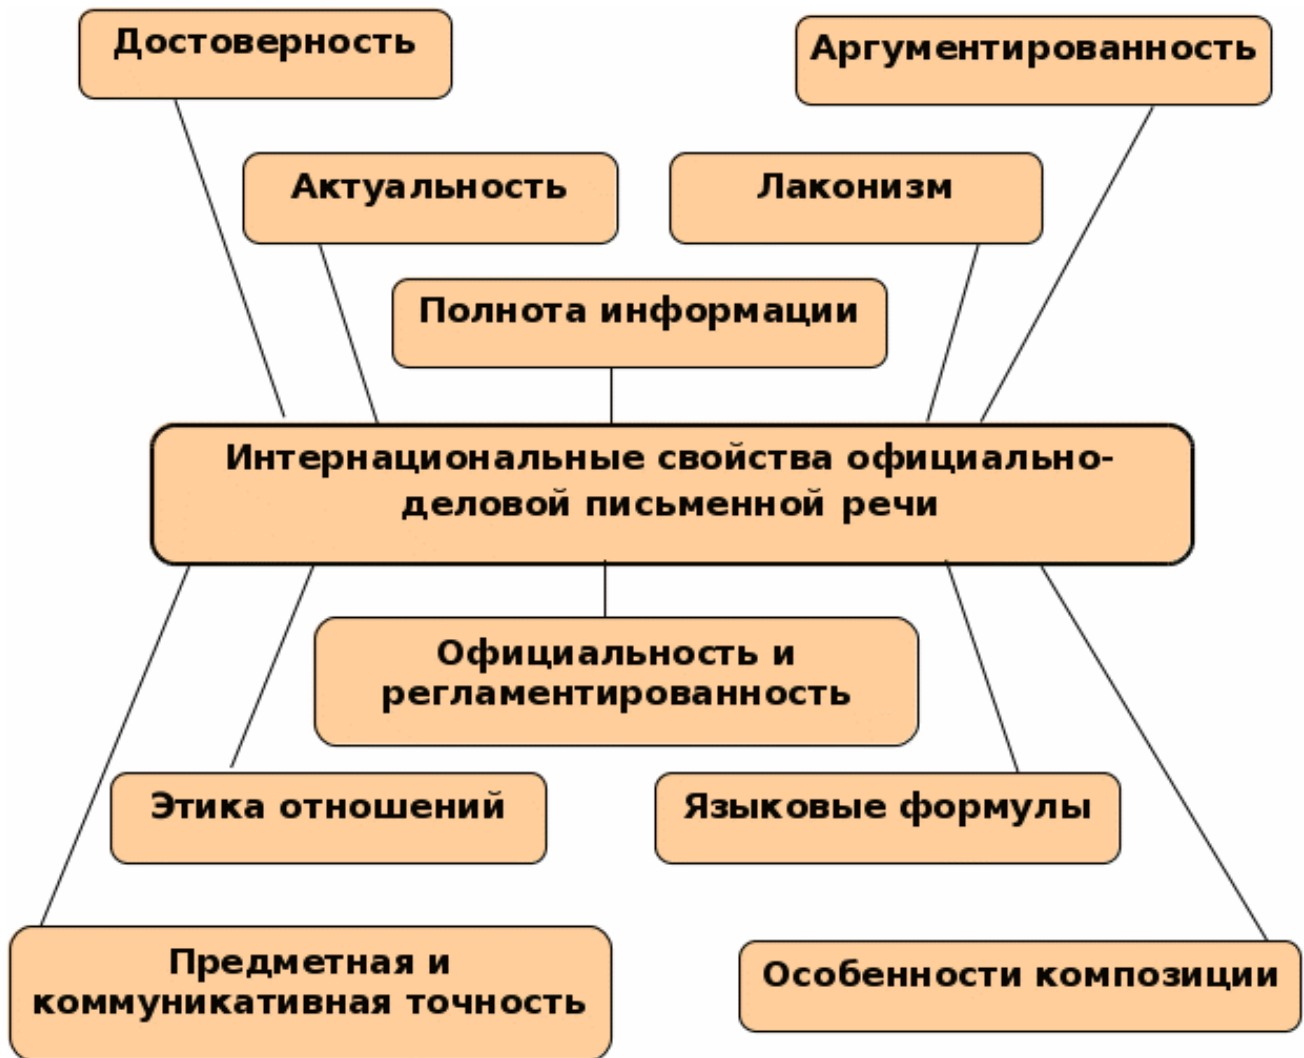 Достоверность
Аргументированность
Актуальность
Лаконизм
Полнота информации
Интернациональные свойства официально-
деловой письменной речи
Официальность и
регламентированность
Этика отношений
Языковые формулы
Предметная и
коммуникативная точность
Особенности композиции